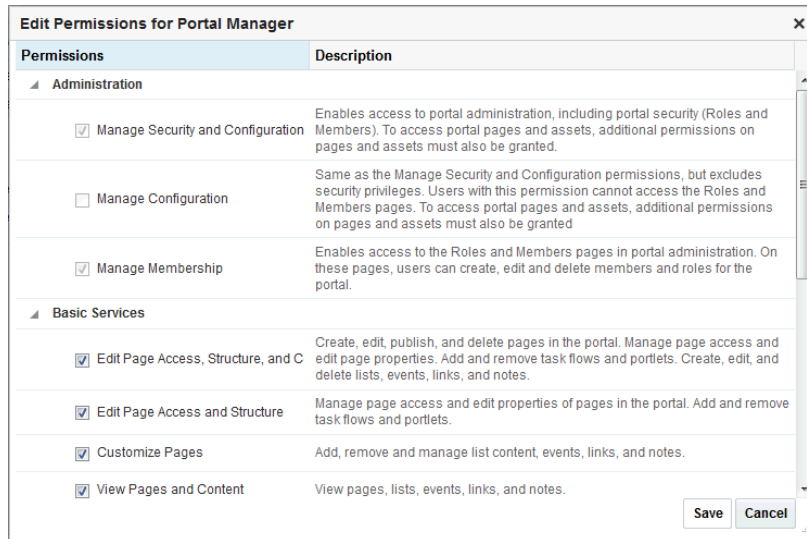 Edit Permissions for Portal Manager
Permissions Description
Administration
Manage Security and Configuration
Enables access to portal administration, including portal security (Roles and
Members). To access portal pages and assets, additional permissions on
pages and assets must also be granted.
Manage Configuration
Same as the Manage Security and Configuration permissions, but excludes
security privileges. Users with this permission cannot access the Roles and
Members pages. To access portal pages and assets, additional permissions
on pages and assets must also be granted
Manage Membership
Enables access to the Roles and Members pages in portal administration. On
these pages, users can create, edit and delete members and roles for the
portal.
Basic Services
Edit Page Access, Structure, and C
Create, edit, publish, and delete pages in the portal. Manage page access and
edit page properties. Add and remove task flows and portlets. Create, edit, and
delete lists, events, links, and notes.
Edit Page Access and Structure
Manage page access and edit properties of pages in the portal. Add and remove
task flows and portlets.
Customize Pages
Add, remove and manage list content, events, links, and notes.
View Pages and Content
View pages, lists, events, links, and notes.
Save Cancel